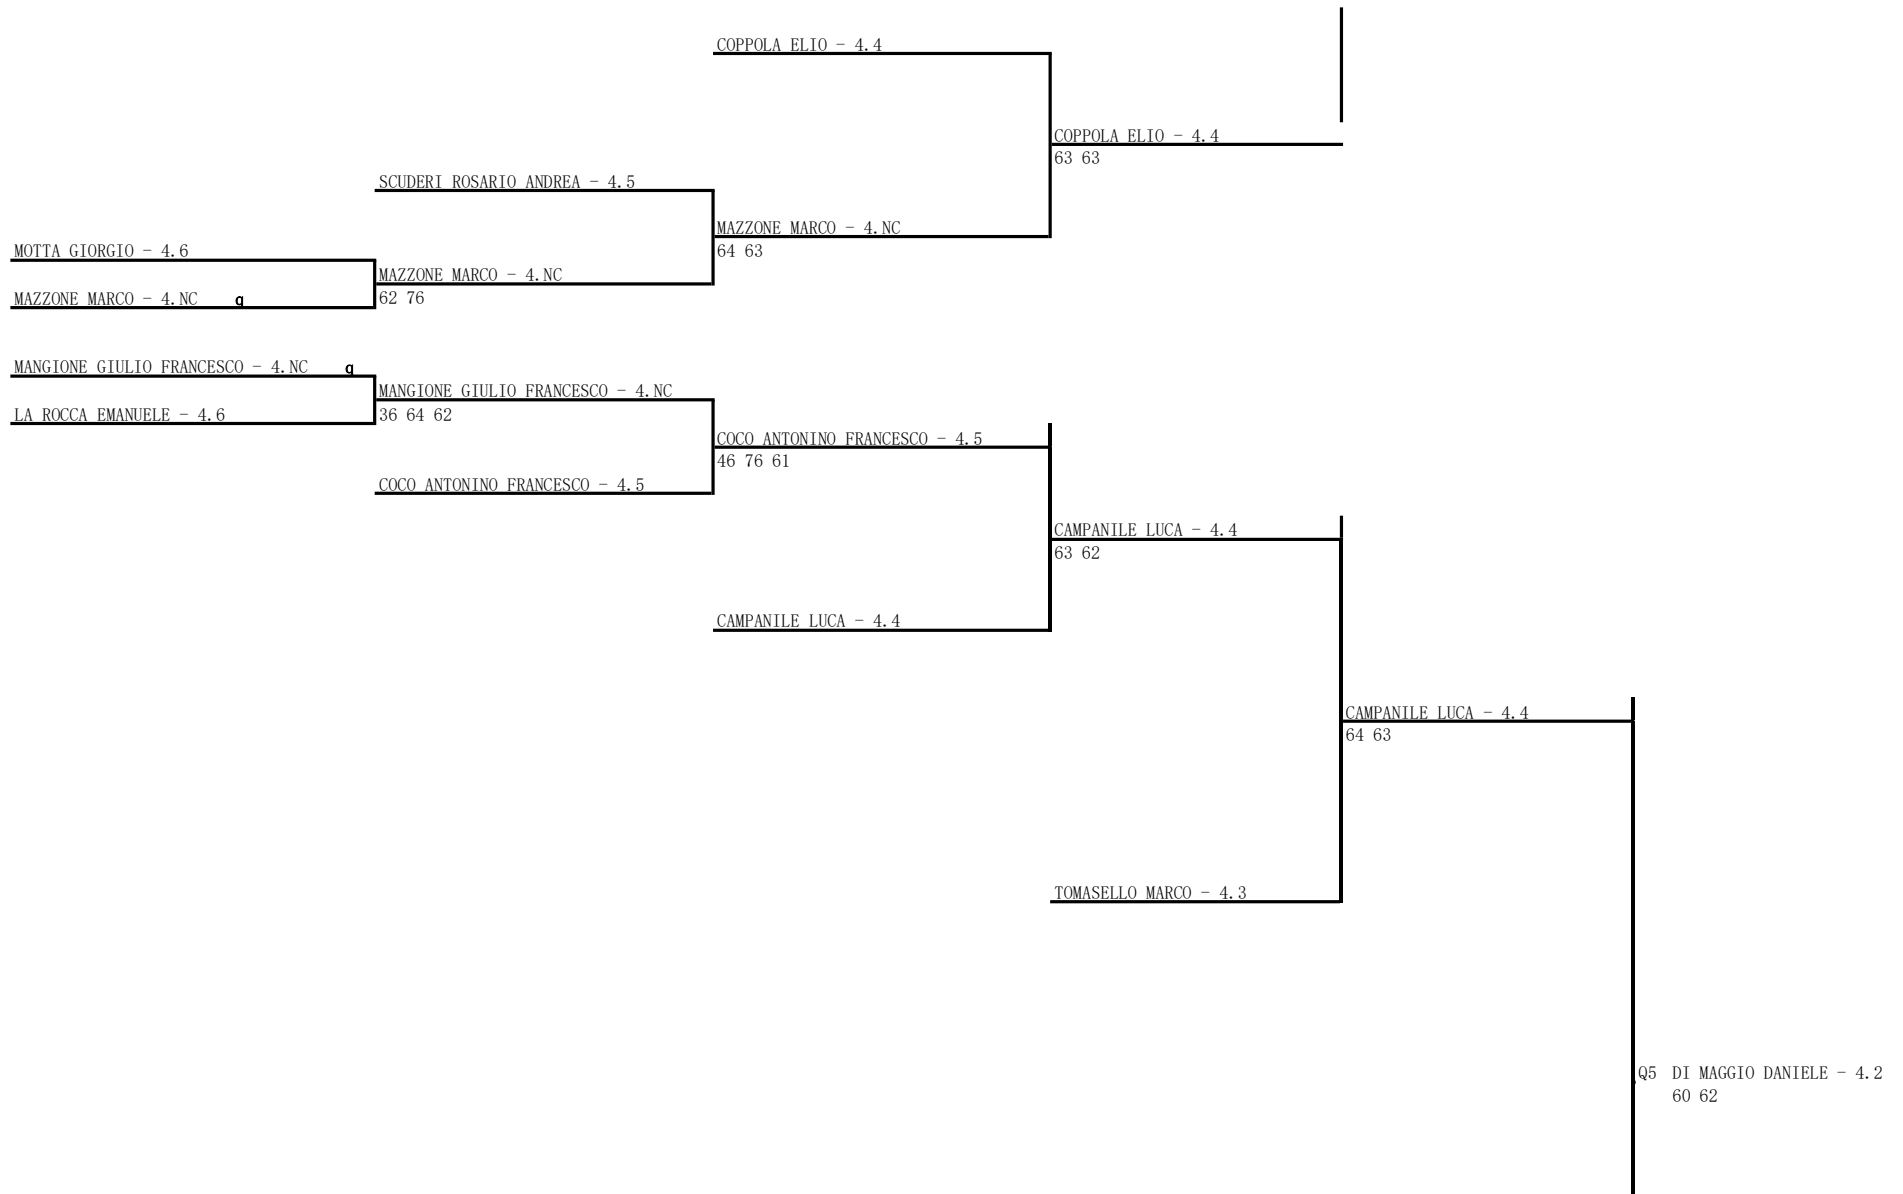 COPPOLA ELIO - 4.4
COPPOLA ELIO - 4.4
63 63
SCUDERI ROSARIO ANDREA - 4.5
MAZZONE MARCO - 4.NC
64 63
MOTTA GIORGIO - 4.6
MAZZONE MARCO - 4.NC
62 76
MAZZONE MARCO - 4.NC q
MANGIONE GIULIO FRANCESCO - 4.NC q
MANGIONE GIULIO FRANCESCO - 4.NC
36 64 62
LA ROCCA EMANUELE - 4.6
COCO ANTONINO FRANCESCO - 4.5
46 76 61
COCO ANTONINO FRANCESCO - 4.5
CAMPANILE LUCA - 4.4
63 62
CAMPANILE LUCA - 4.4
CAMPANILE LUCA - 4.4
64 63
TOMASELLO MARCO - 4.3
Q5 DI MAGGIO DANIELE - 4.2
60 62